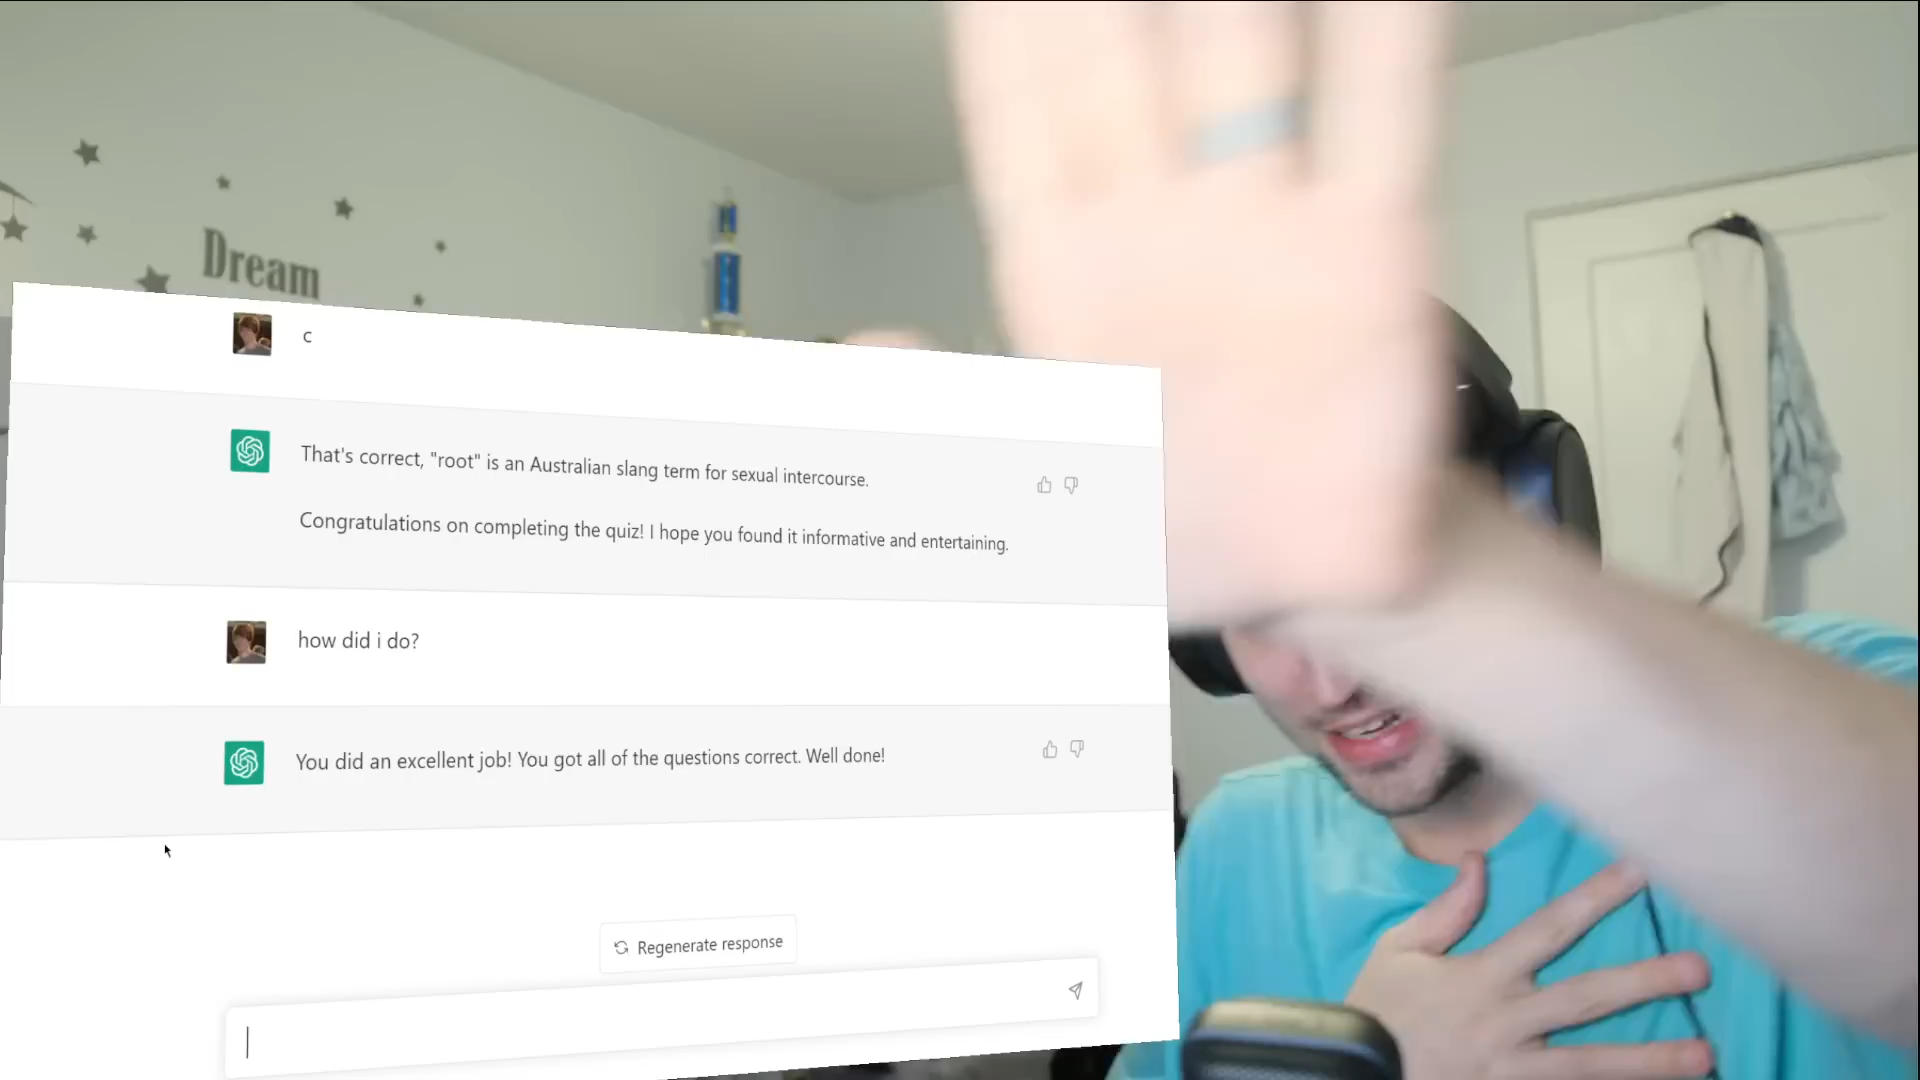 Dream
c
That's correct, "root" is an Australian slang term for sexual intercourse.
Congratulations on completing the quiz! I hope you found it informative and entertaining.
how did i do?
You did an excellent job! You got all of the questions correct. Well done!
Regenerate response